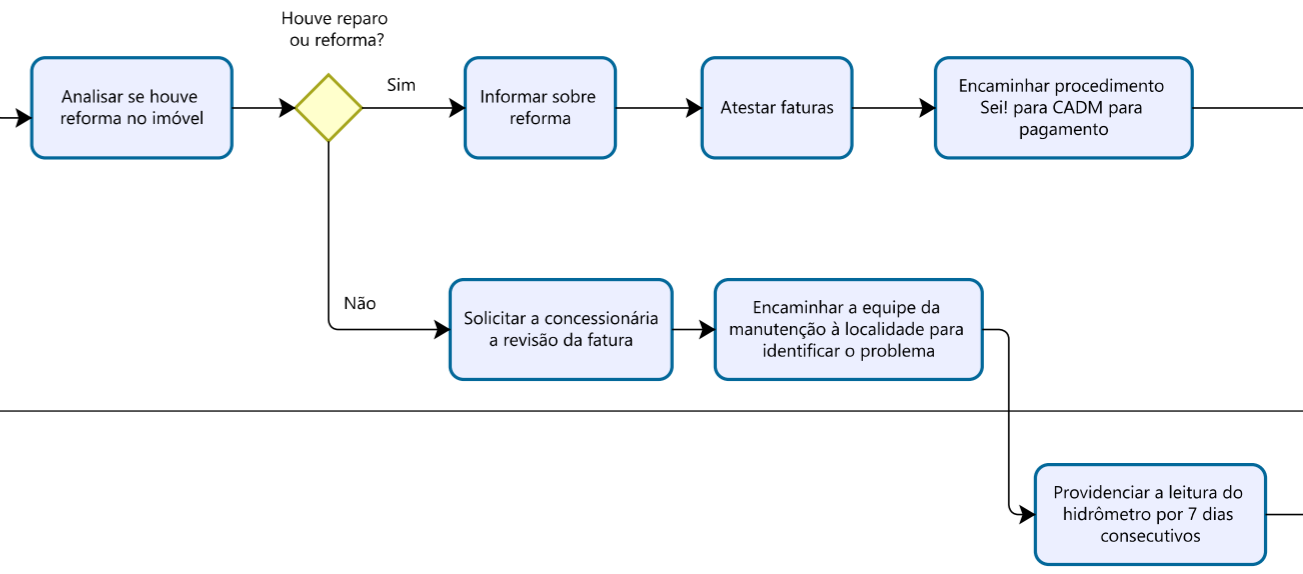 Houve reparo
ou reforma?
Analisar se houve
reforma no imóvel
Sim
Informar sobre
reforma
Atestar faturas
Encaminhar procedimento
Sei! para CADM para
pagamento
Não
Solicitar a concessionária
a revisão da fatura
Encaminhar a equipe da
manutenção à localidade para
identificar o problema
Providenciar a leitura do
hidrômetro por 7 dias
consecutivos